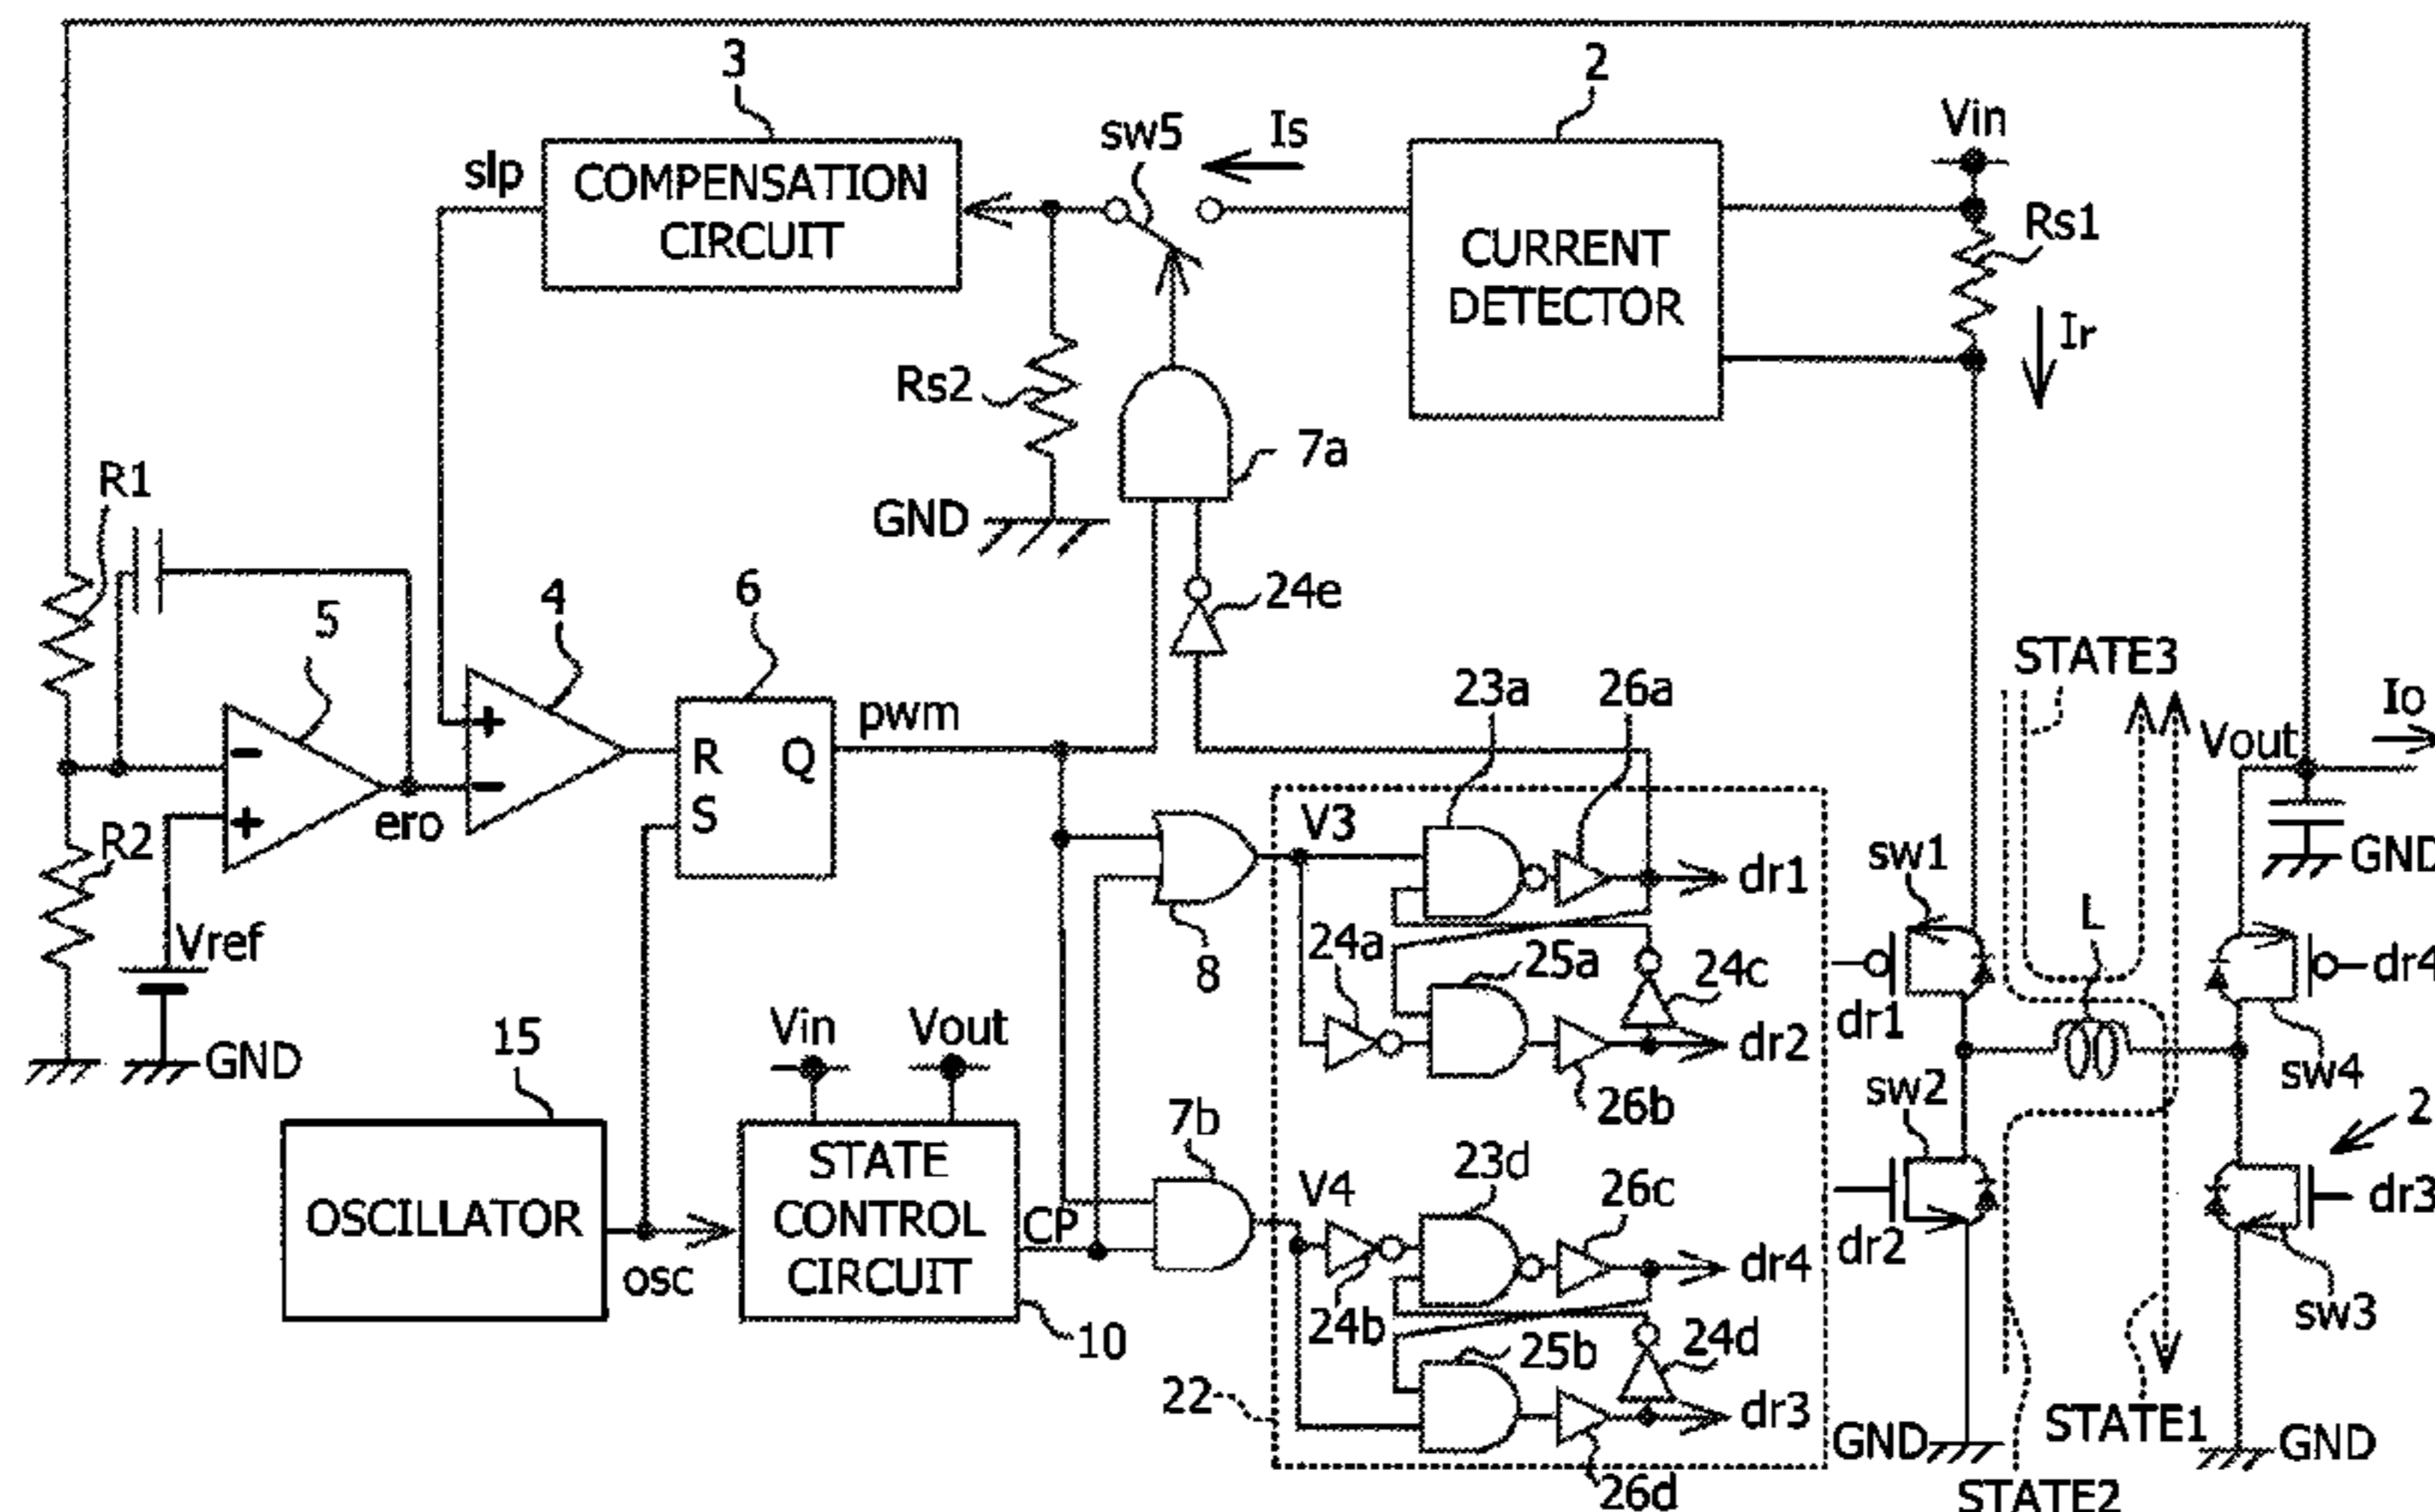 3
2
slp
COMPENSATION
CIRCUIT
sw5
Is
CURRENT
DETECTOR
Vin
Rs1
Ir
Rs2
7a
GND
R1
5
4
6
24e
R2
ero
Vref
GND
R
S
Q
pwm
23a
26a
STATE3
Io
Vout
GND
V3
dr1
8
24a
25a
24c
dr2
26b
sw1
L
dr4
dr1
sw4
sw2
2
15
OSCILLATOR
osc
Vin
Vout
STATE
CONTROL
CIRCUIT
CP
10
7b
V4
23d
26c
dr4
24b
25b
24d
dr3
22
26d
dr2
dr3
sw3
GND
STATE1
GND
STATE2